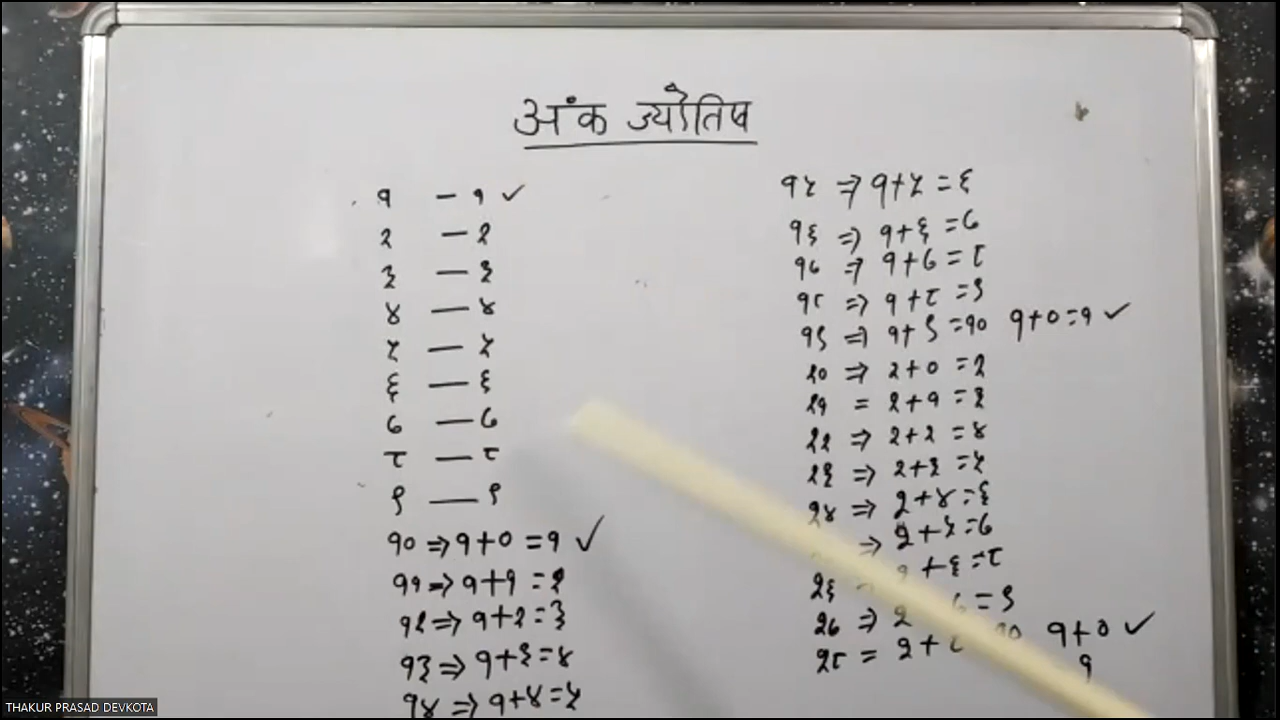 अंक ज्योतिष
१ — १ ✓
२ — २
३ — ३
४ — ४
५ — ५
६ — ६
७ — ७
८ — ८
९ — ९
१० ⇒ १+० = १ ✓
११ ⇒ १+१ = २
१२ ⇒ १+२ = ३
१३ ⇒ १+३ = ४
१४ ⇒ १+४ = ५
१५ ⇒ १+५ = ६
१६ ⇒ १+६ = ७
१७ ⇒ १+७ = ८
१८ ⇒ १+८ = ९
१९ ⇒ १+९ = १० १+० = १ ✓
२० ⇒ २+० = २
२१ = २+१ = ३
२२ ⇒ २+२ = ४
२३ ⇒ २+३ = ५
२४ ⇒ २+४ = ६
⇒ २+५ = ७
२६ +६ = ८
२७ ⇒ २ ७ = ९
२८ = २+ १० १+० ✓
१
THAKUR PRASAD DEVKOTA